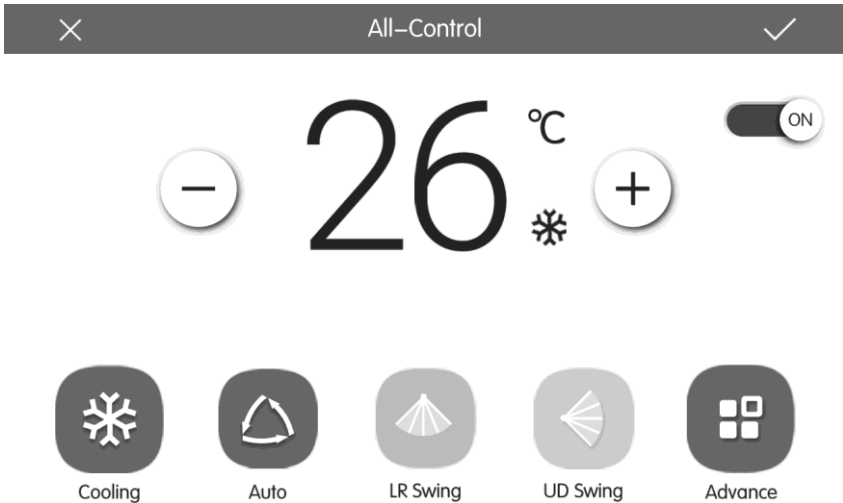 All–Control
26 °C
ON
Cooling
Auto
LR Swing
UD Swing
Advance